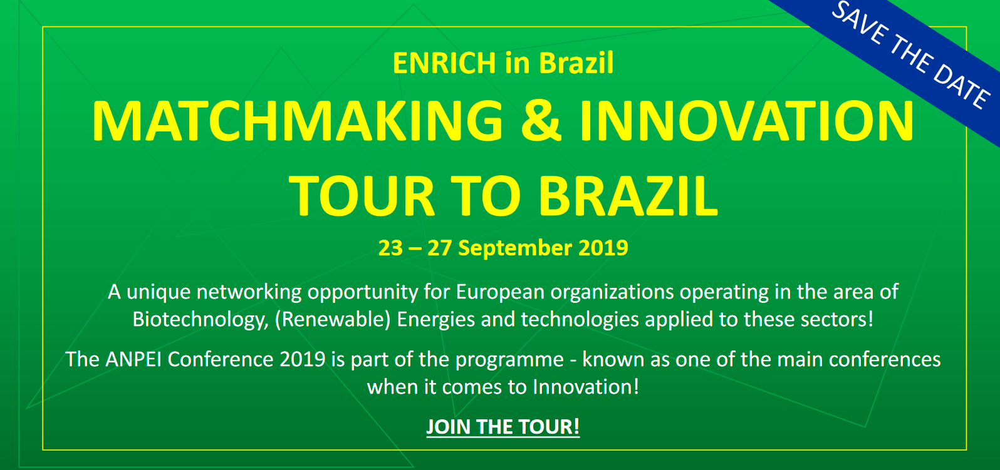 SAVE THE DATE
ENRICH in Brazil
MATCHMAKING & INNOVATION
TOUR TO BRAZIL
23 – 27 September 2019
A unique networking opportunity for European organizations operating in the area of
Biotechnology, (Renewable) Energies and technologies applied to these sectors!
The ANPEI Conference 2019 is part of the programme - known as one of the main conferences
when it comes to Innovation!
JOIN THE TOUR!